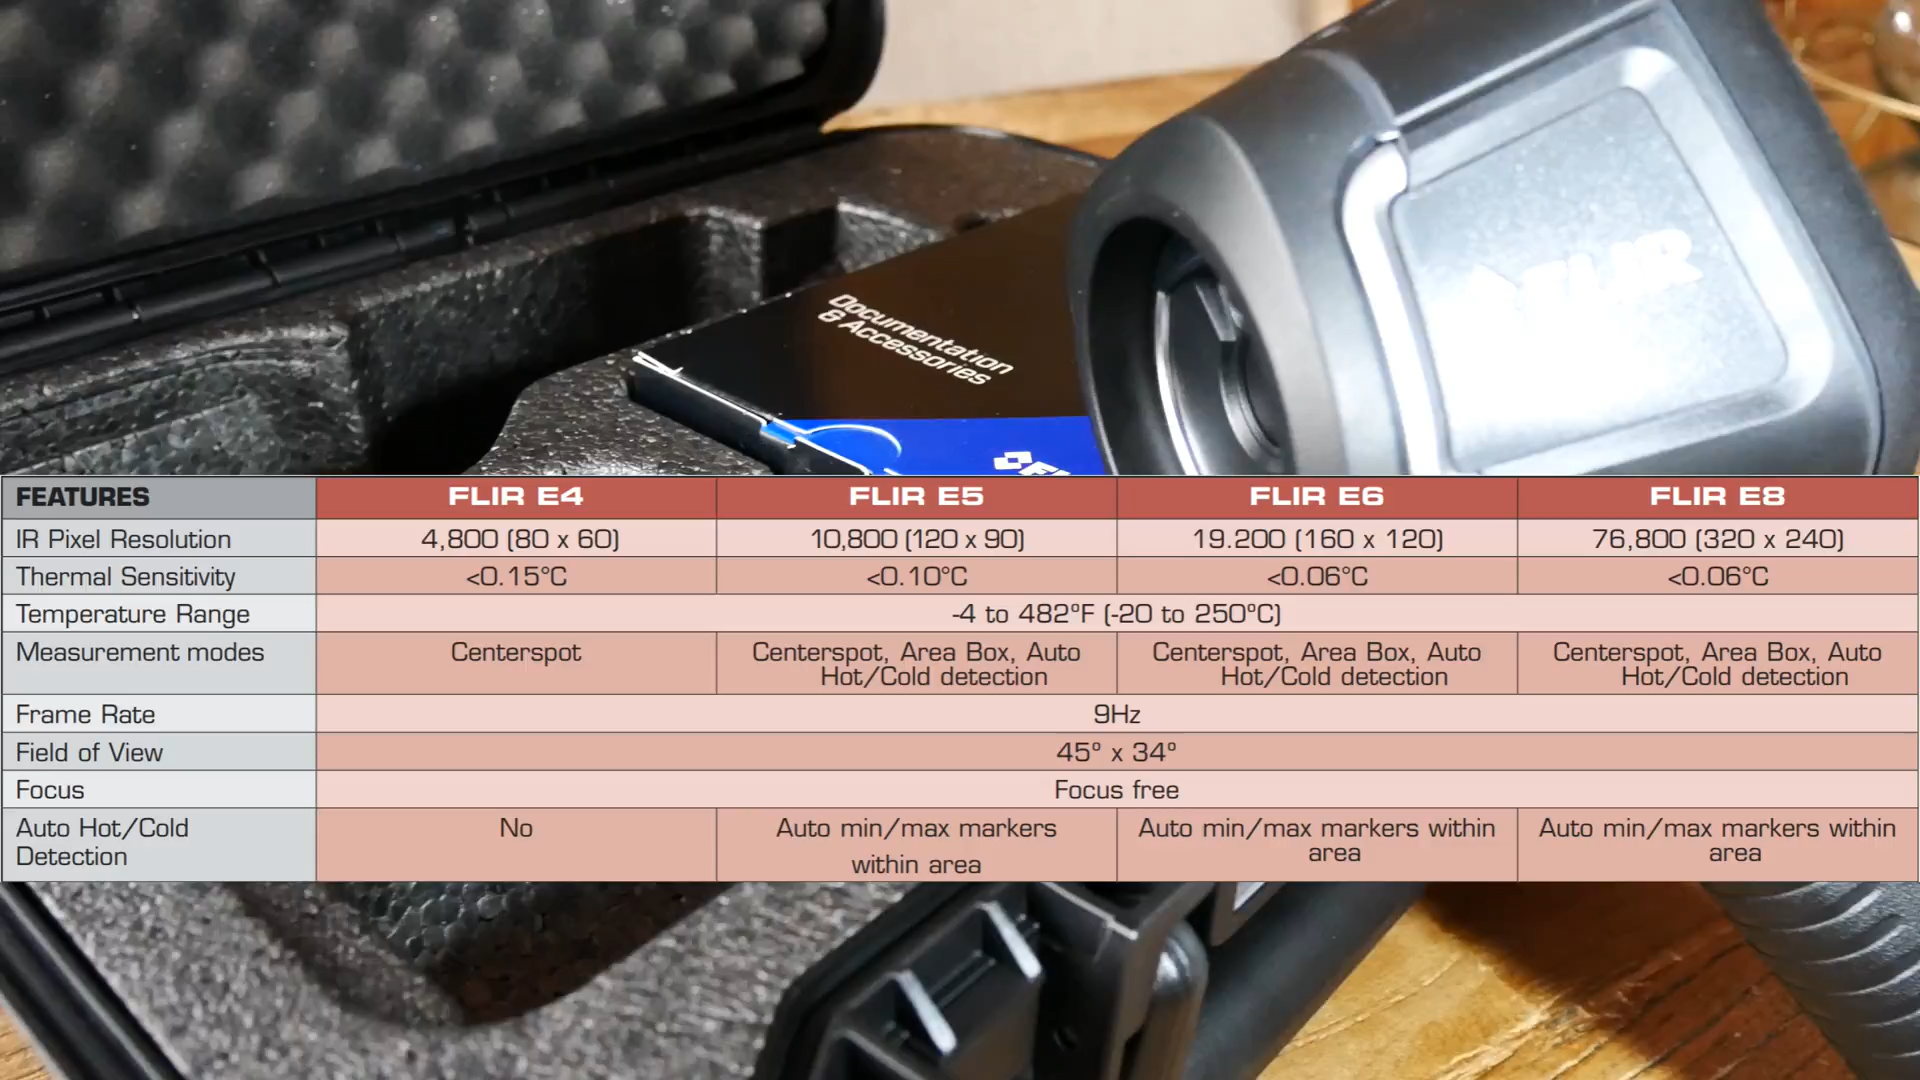 FLIR
Documentation
& Accessories
FEATURES FLIR E4 FLIR E5 FLIR E6 FLIR E8
IR Pixel Resolution 4,800 (80 x 60) 10,800 (120 x 90) 19.200 (160 x 120) 76,800 (320 x 240)
Thermal Sensitivity <0.15°C <0.10°C <0.06°C <0.06°C
Temperature Range -4 to 482°F (-20 to 250°C)
Measurement modes Centerspot Centerspot, Area Box, Auto Centerspot, Area Box, Auto Centerspot, Area Box, Auto
Hot/Cold detection Hot/Cold detection Hot/Cold detection
Frame Rate 9Hz
Field of View 45° x 34°
Focus Focus free
Auto Hot/Cold No Auto min/max markers Auto min/max markers within Auto min/max markers within
Detection within area area area